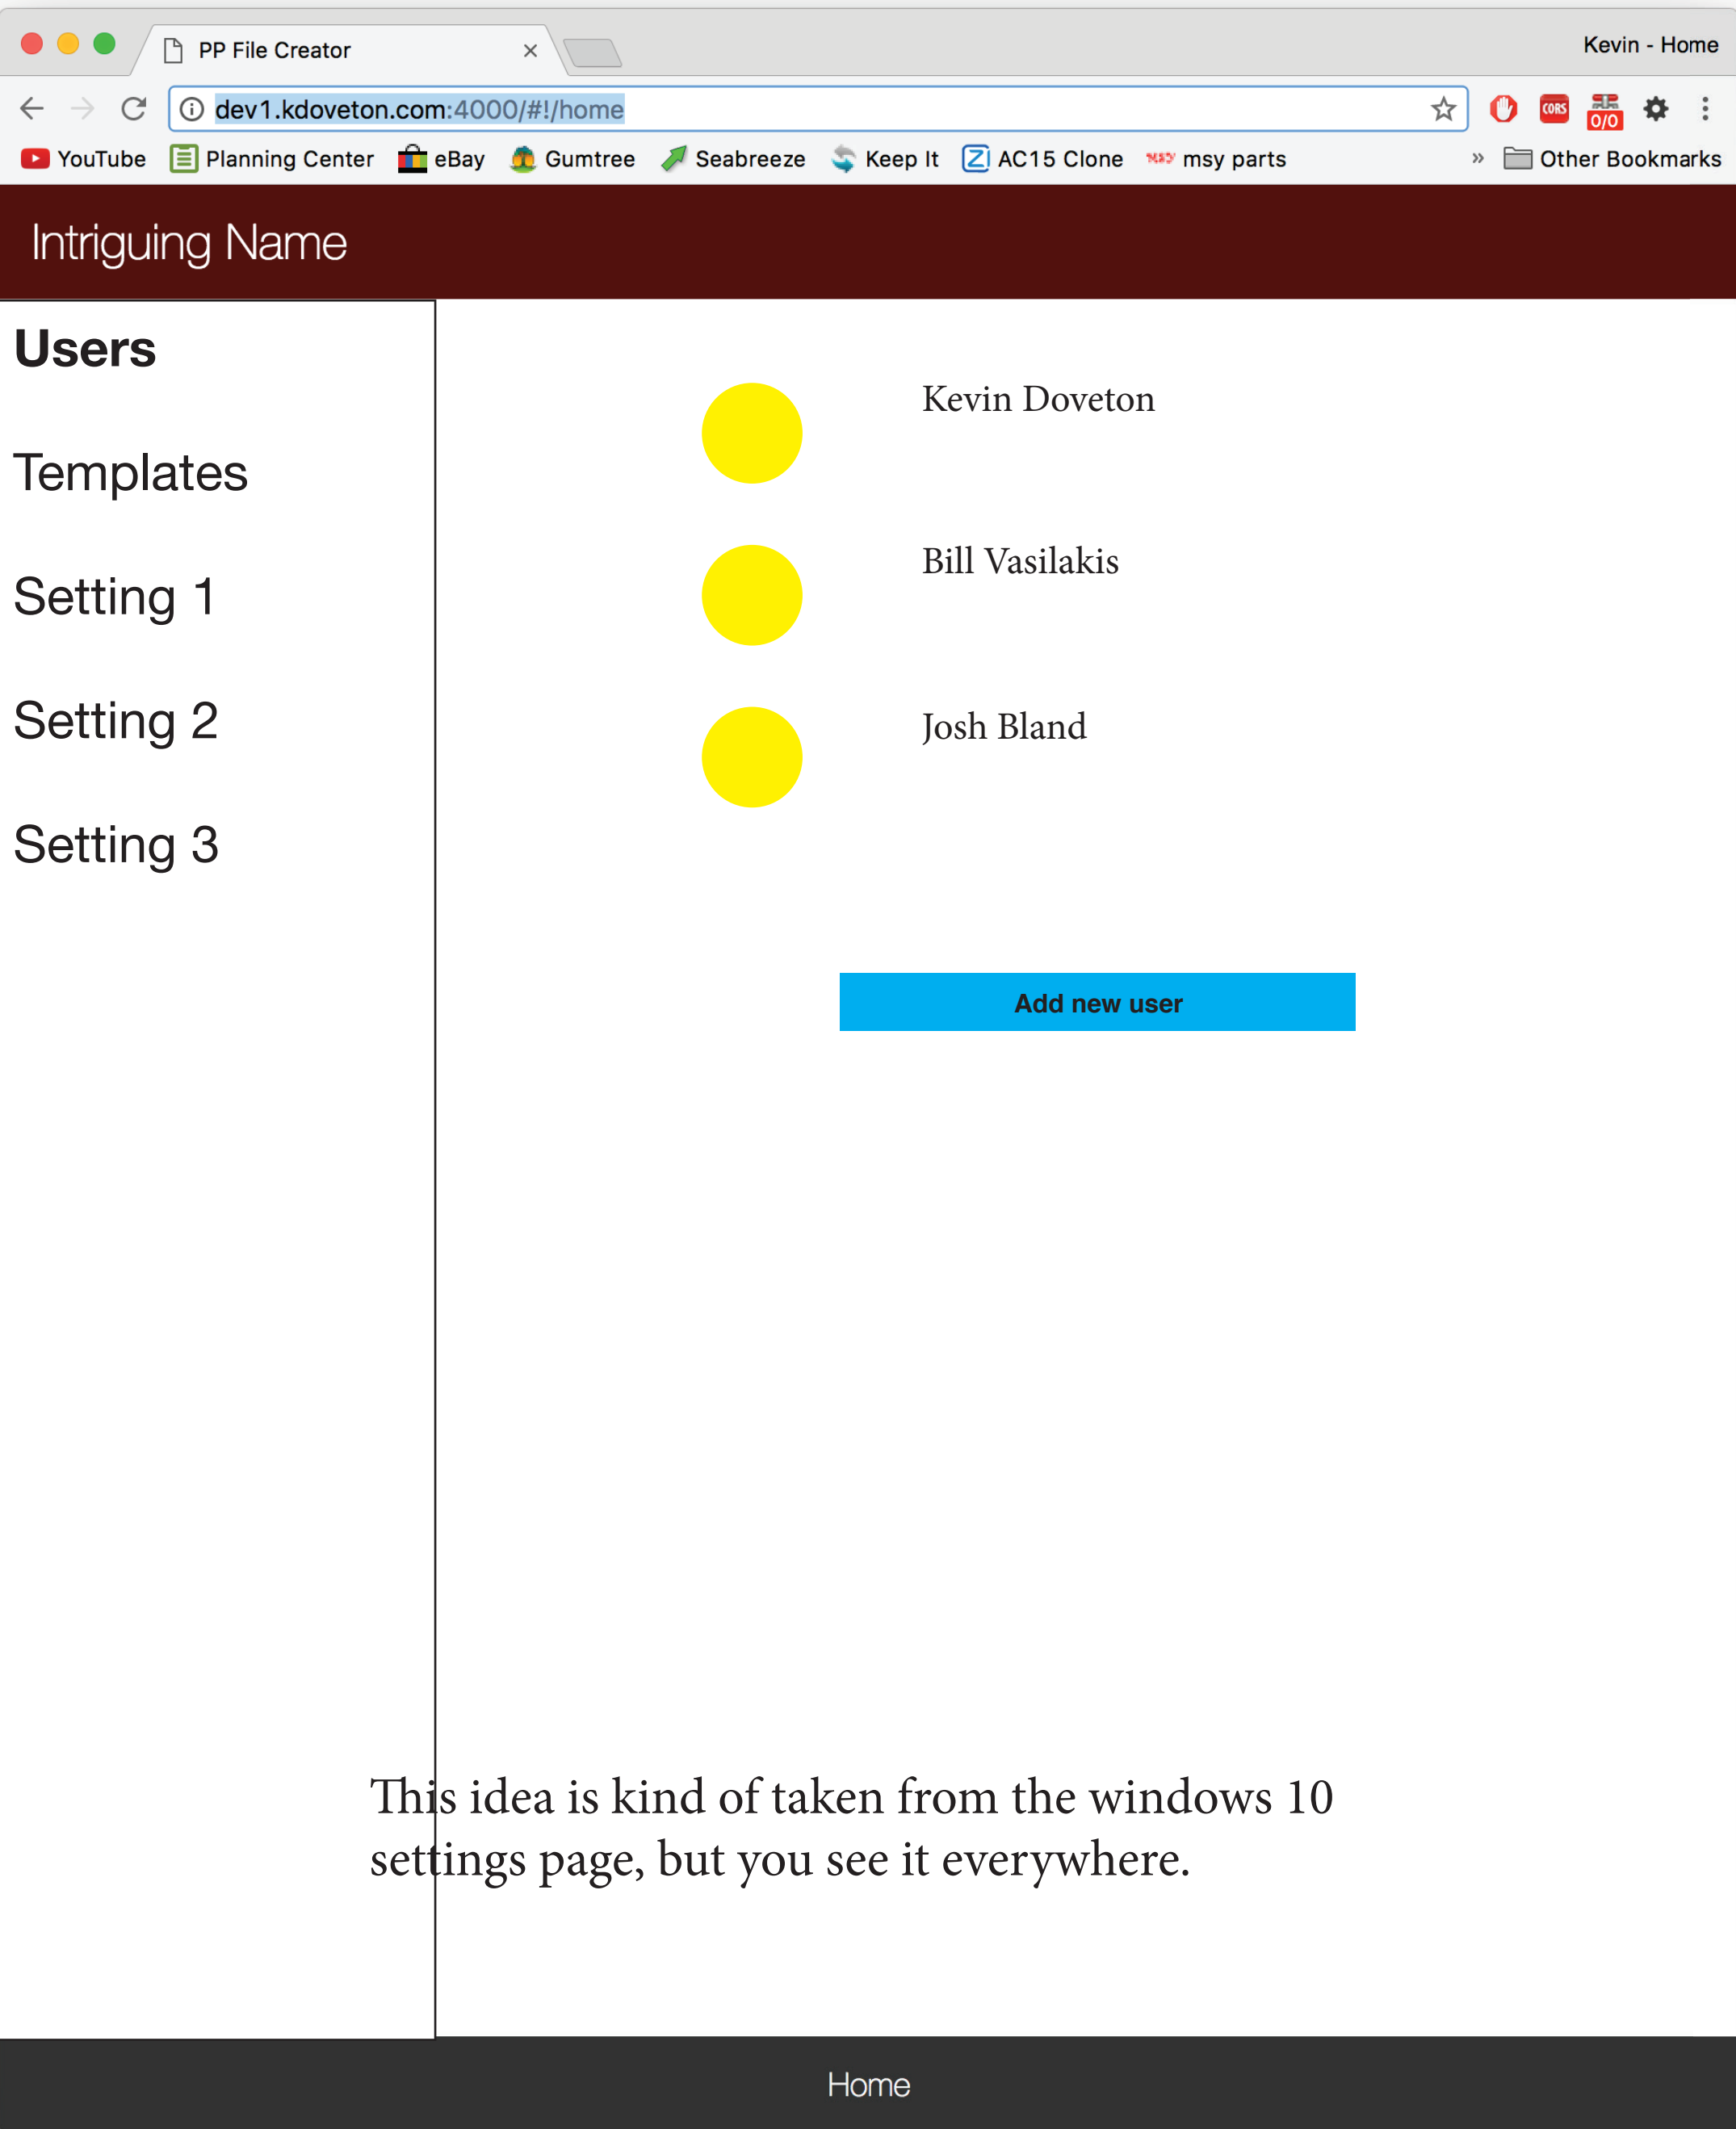 PP File Creator
Kevin - Home
dev1.kdoveton.com:4000/#!/home
CORS
0/0
YouTube Planning Center eBay Gumtree Seabreeze Keep It AC15 Clone msy parts » Other Bookmarks
Intriguing Name
Users
Templates
Setting 1
Setting 2
Setting 3
Kevin Doveton
Bill Vasilakis
Josh Bland
Add new user
This idea is kind of taken from the windows 10
settings page, but you see it everywhere.
Home